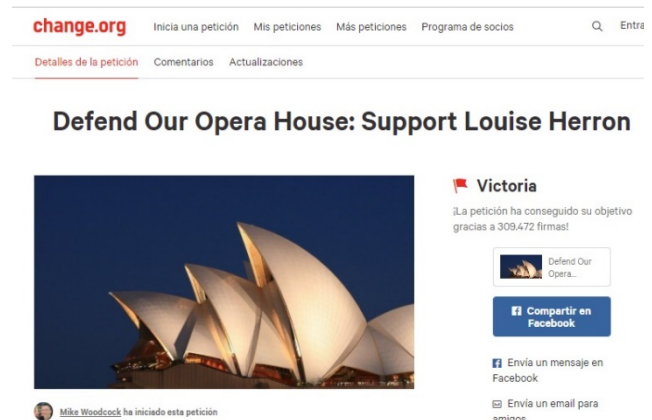 change.org Inicia una petición Mis peticiones Más peticiones Programa de socios Entra
Detalles de la petición Comentarios Actualizaciones
Defend Our Opera House: Support Louise Herron
Victoria
¡La petición ha conseguido su objetivo
gracias a 309.472 firmas!
Defend Our
Opera...
Compartir en
Facebook
Envía un mensaje en
Facebook
Envía un email para
amigos
Mike Woodcock ha iniciado esta petición